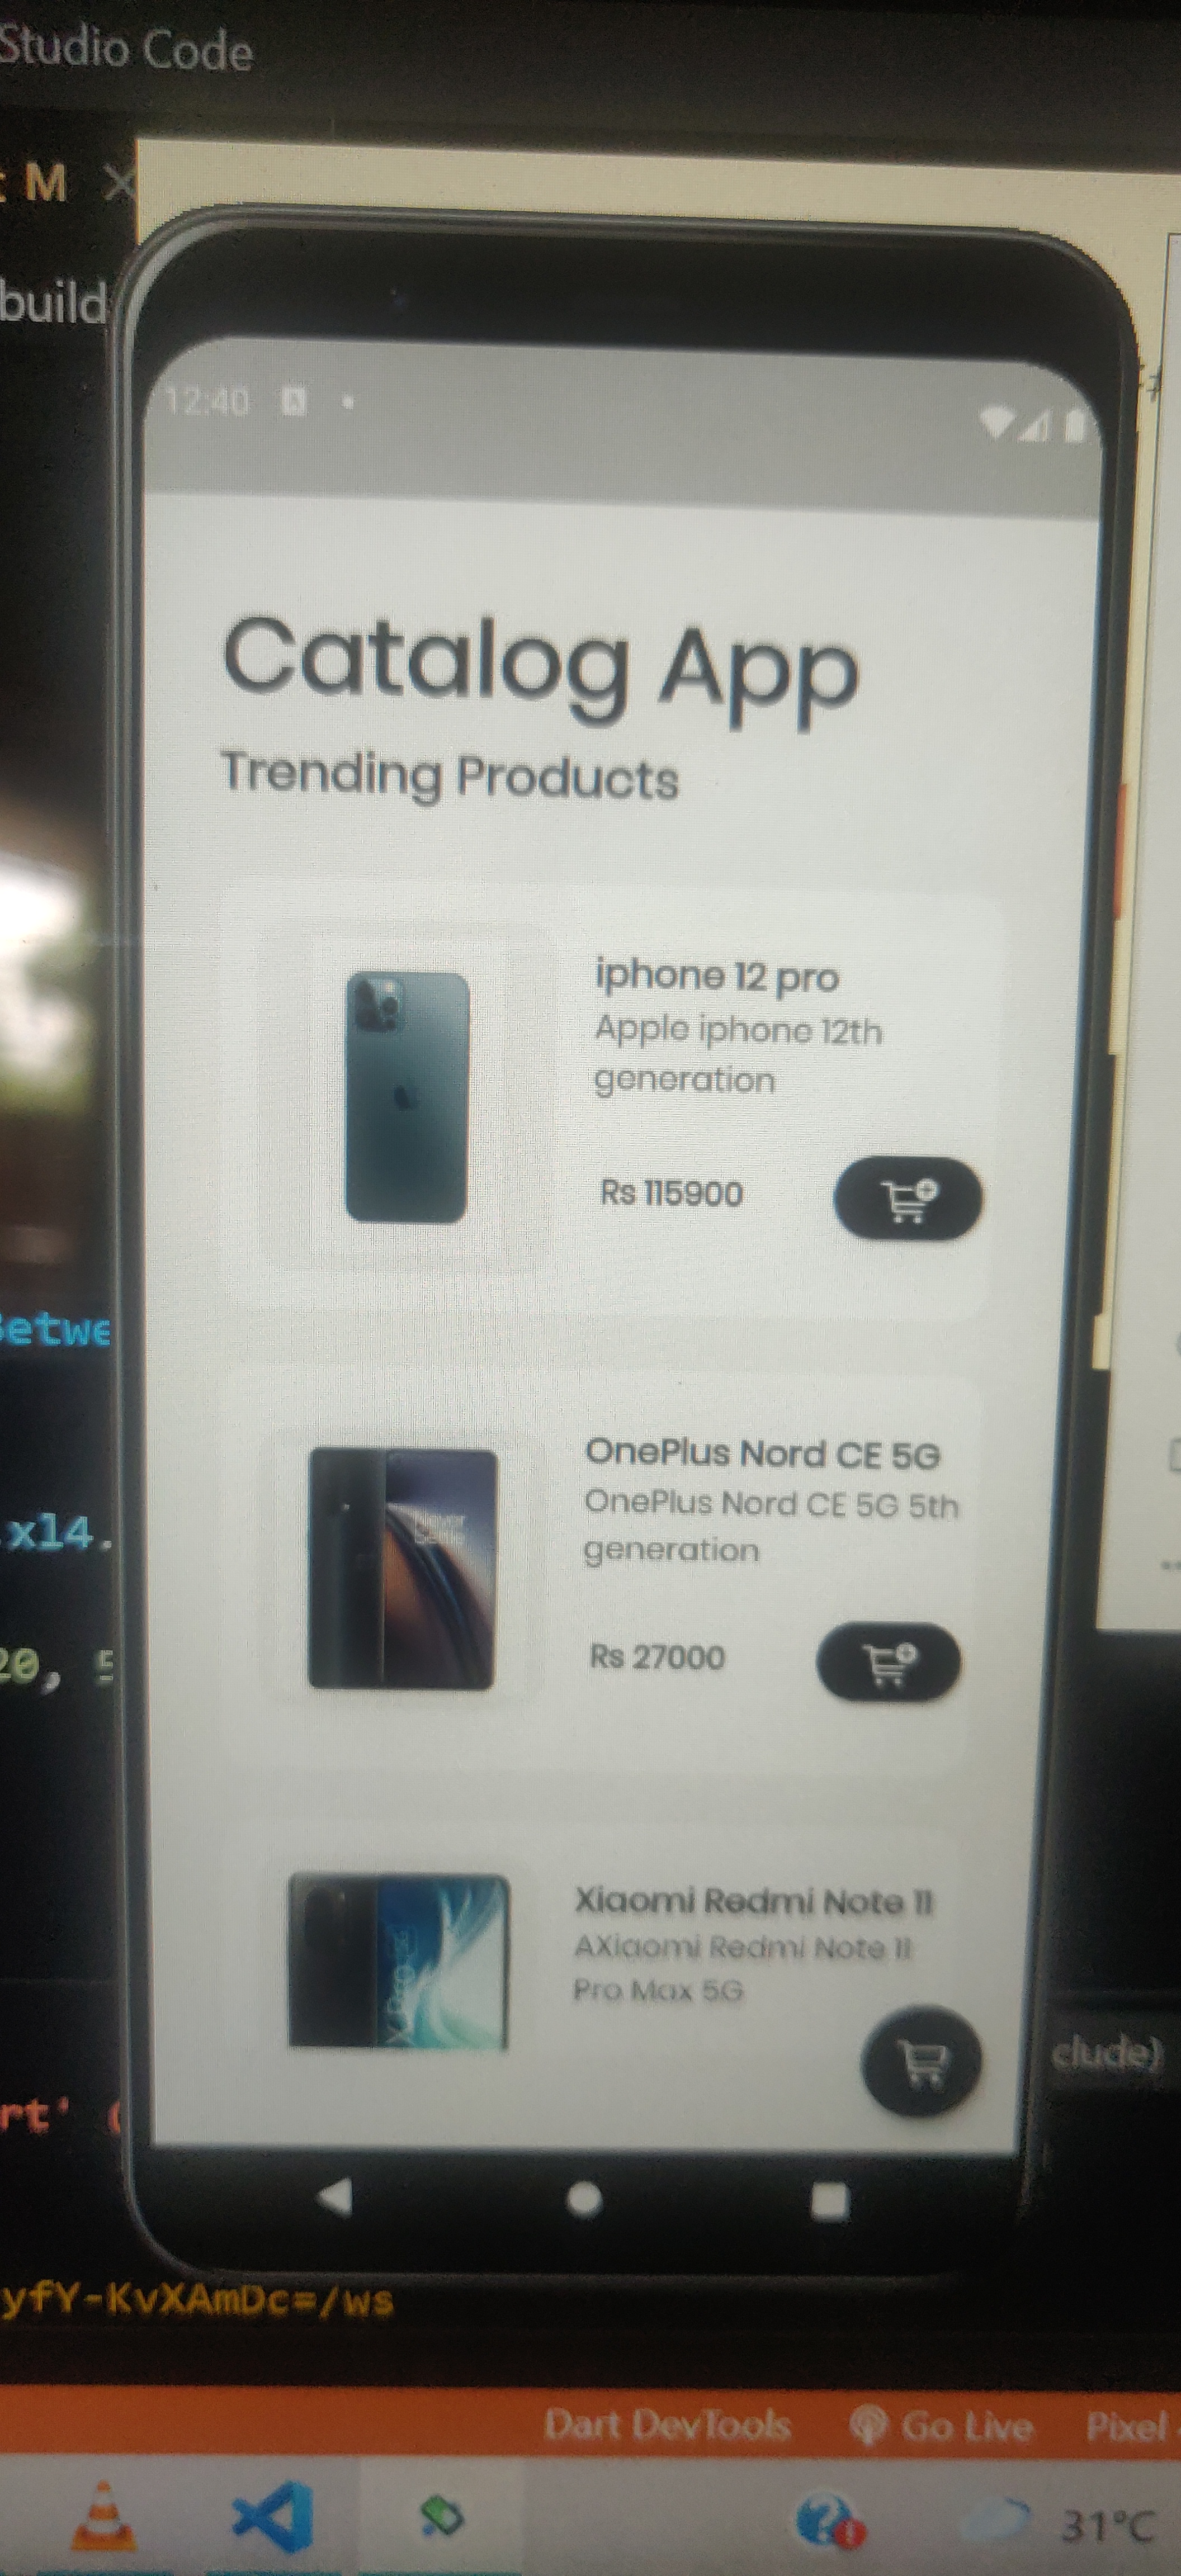 Studio Code
M ×
build
Betwe
x14.
20, 5
rt'
yfY-KvXAmDc=/ws
12:40
Catalog App
Trending Products
iphone 12 pro
Apple iphone 12th
generation
Rs 115900
OnePlus Nord CE 5G
OnePlus Nord CE 5G 5th
generation
Rs 27000
Xiaomi Redmi Note 11
AXiaomi Redmi Note 11
Pro Max 5G
clude)
Dart DevTools
Go Live
Pixel
31°C